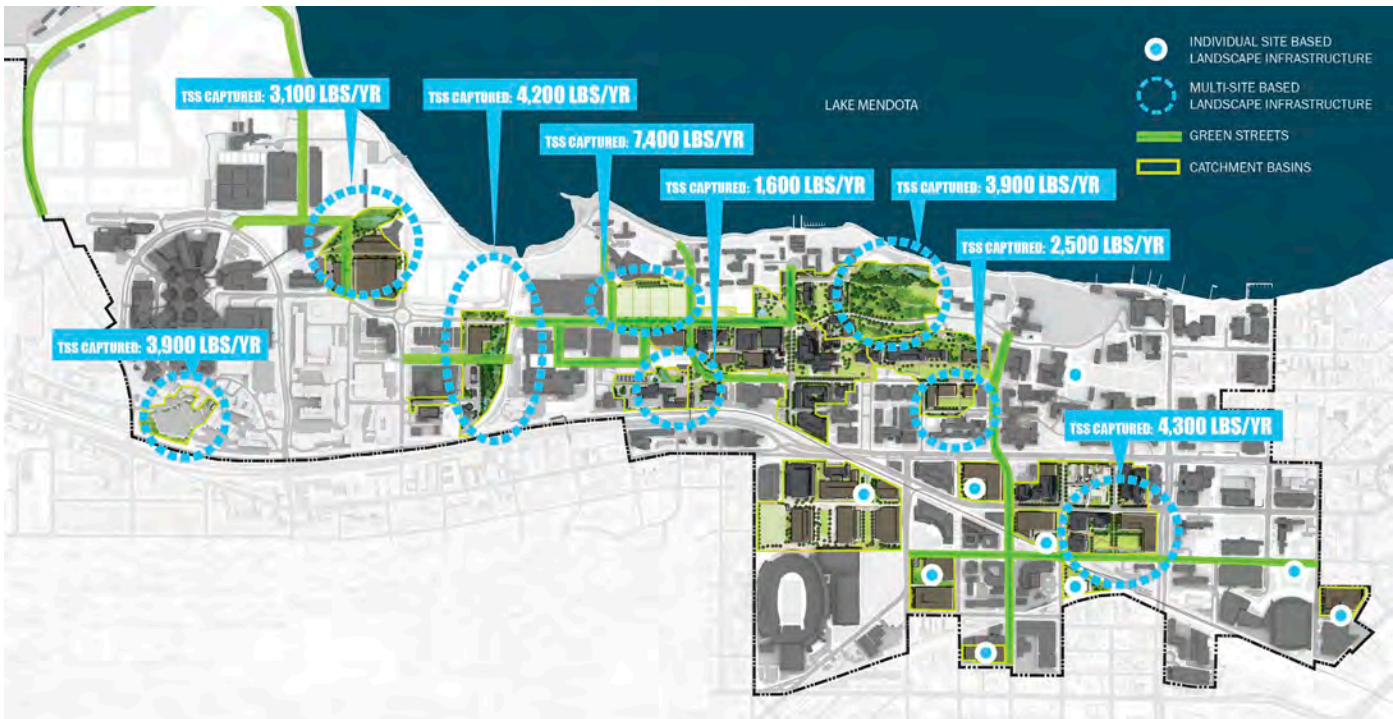 INDIVIDUAL SITE BASED
LANDSCAPE INFRASTRUCTURE
MULTI-SITE BASED
LANDSCAPE INFRASTRUCTURE
GREEN STREETS
CATCHMENT BASINS
LAKE MENDOTA
TSS CAPTURED: 3,100 LBS/YR
TSS CAPTURED: 4,200 LBS/YR
TSS CAPTURED: 7,400 LBS/YR
TSS CAPTURED: 1,600 LBS/YR
TSS CAPTURED: 3,900 LBS/YR
TSS CAPTURED: 2,500 LBS/YR
TSS CAPTURED: 3,900 LBS/YR
TSS CAPTURED: 4,300 LBS/YR